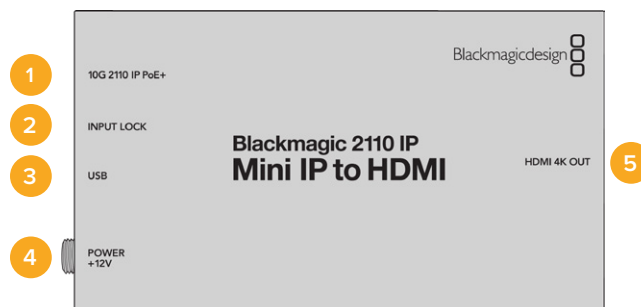 Blackmagicdesign
1
10G 2110 IP PoE+
2
INPUT LOCK
Blackmagic 2110 IP
Mini IP to HDMI
3
USB
HDMI 4K OUT
5
4
POWER
+12V